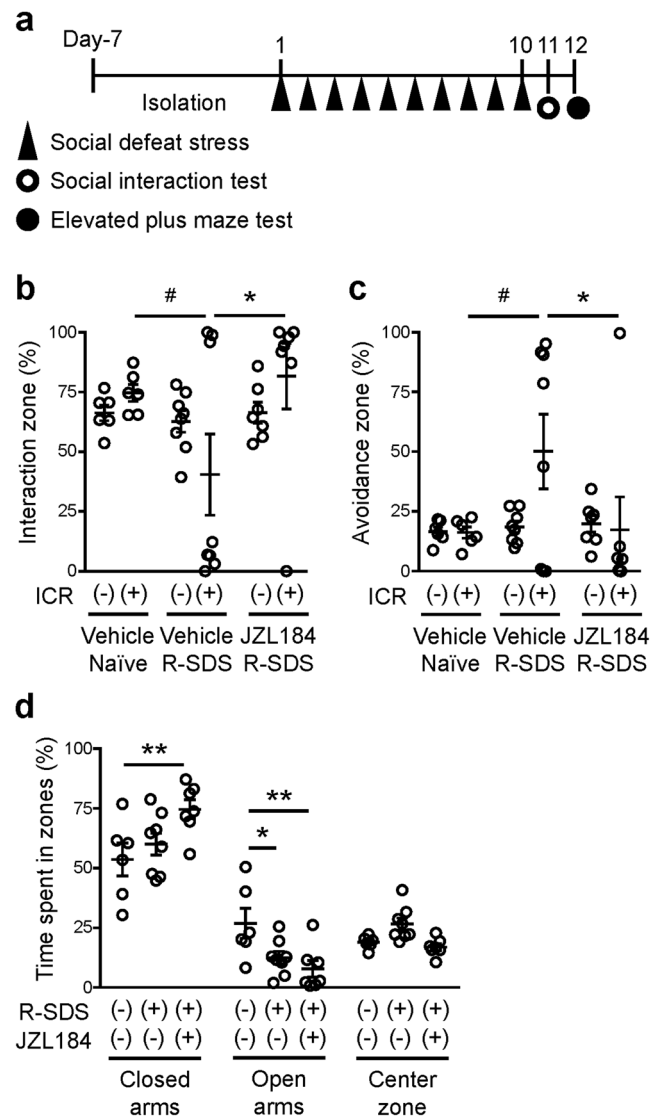 a
Day-7 1 10 11 12
Isolation
Social defeat stress
Social interaction test
Elevated plus maze test
b
Interaction zone (%)
100
75
50
25
0
# *
ICR (-) (+) (-) (+) (-) (+)
Vehicle Vehicle JZL184
Naïve R-SDS R-SDS
c
Avoidance zone (%)
100
75
50
25
0
# *
ICR (-) (+) (-) (+) (-) (+)
Vehicle Vehicle JZL184
Naïve R-SDS R-SDS
d
Time spent in zones (%)
100
75
50
25
0
**
**
*
R-SDS (-) (+) (+) (-) (+) (+) (-) (+) (+)
JZL184 (-) (-) (+) (-) (-) (+) (-) (-) (+)
Closed Open Center
arms arms zone